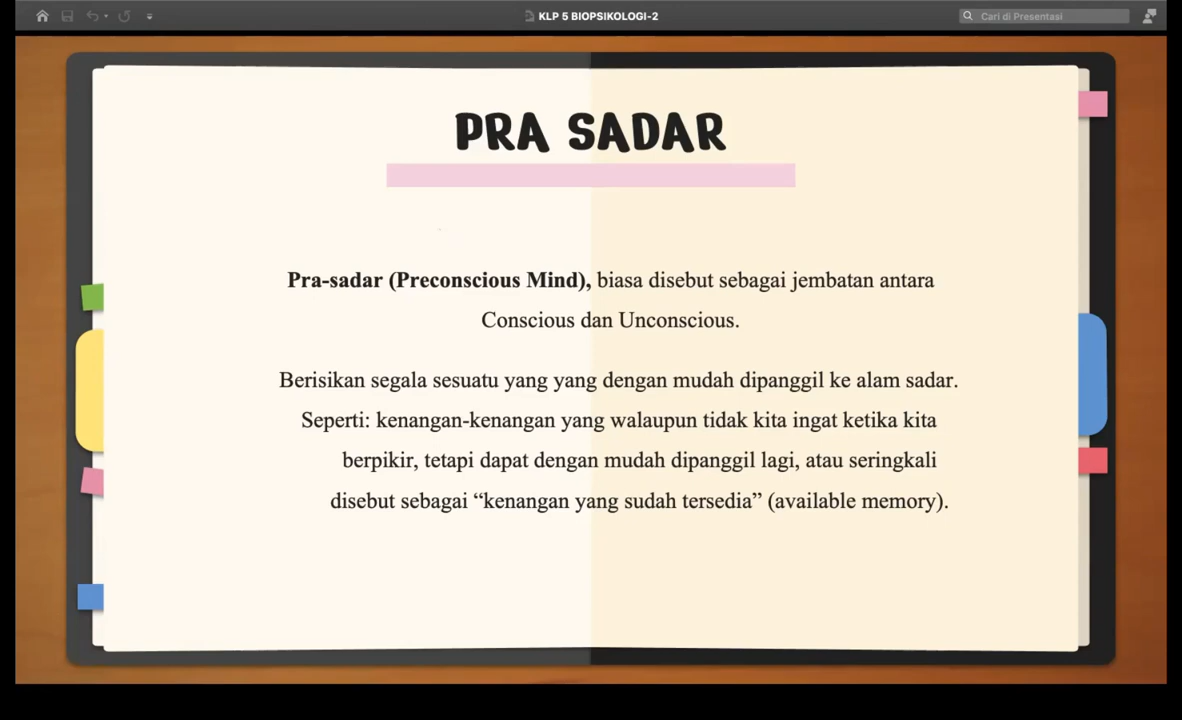 KLP 5 BIOPSIKOLOGI-2
Cari di Presentasi
PRA SADAR
Pra-sadar (Preconscious Mind), biasa disebut sebagai jembatan antara
Conscious dan Unconscious.
Berisikan segala sesuatu yang yang dengan mudah dipanggil ke alam sadar.
Seperti: kenangan-kenangan yang walaupun tidak kita ingat ketika kita
berpikir, tetapi dapat dengan mudah dipanggil lagi, atau seringkali
disebut sebagai “kenangan yang sudah tersedia” (available memory).